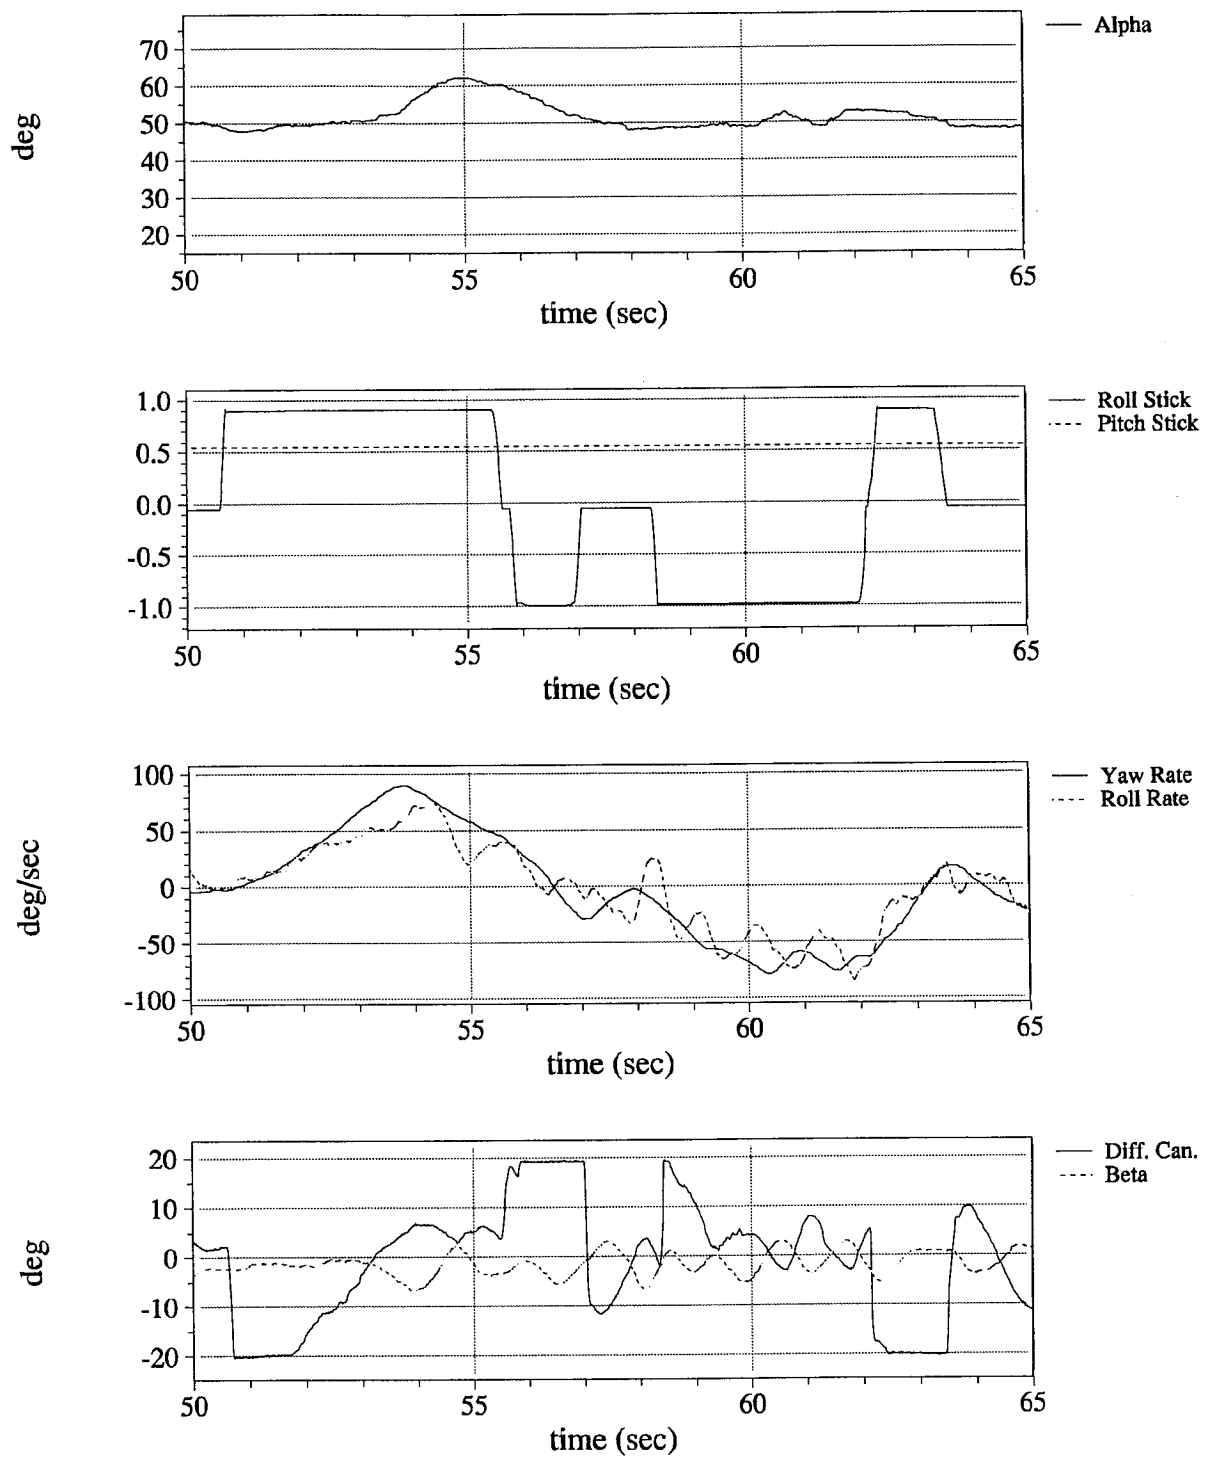 Alpha
70
60
50
40
30
20
deg
50 55 60 65
time (sec)
Roll Stick
Pitch Stick
1.0
0.5
0.0
-0.5
-1.0
50 55 60 65
time (sec)
Yaw Rate
Roll Rate
100
50
0
-50
-100
deg/sec
50 55 60 65
time (sec)
Diff. Can.
Beta
20
10
0
-10
-20
deg
50 55 60 65
time (sec)